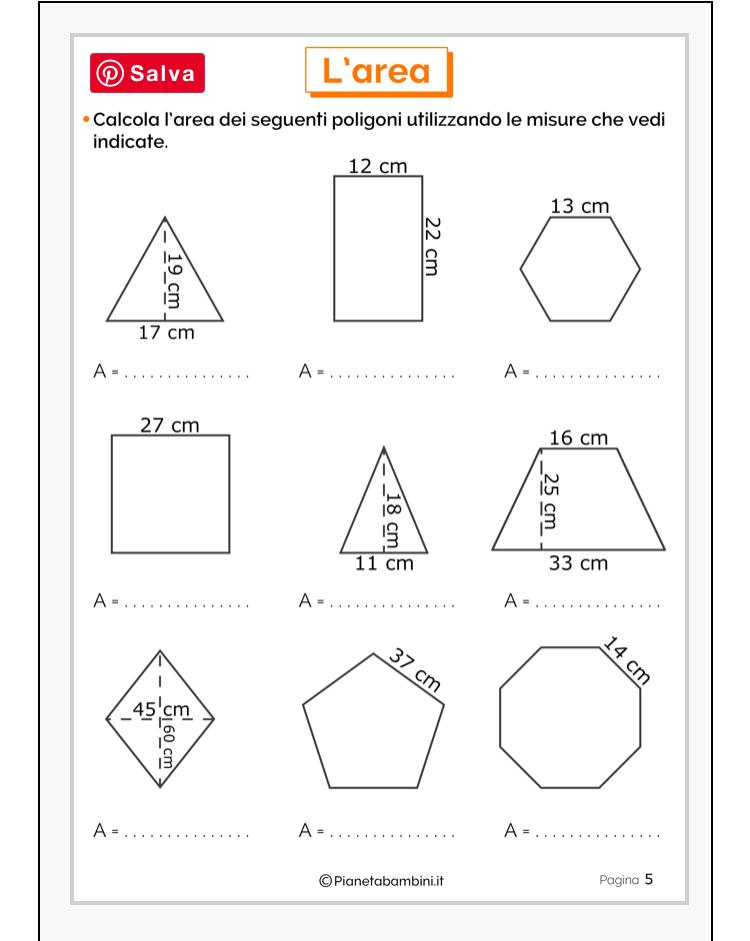 Salva
L'area
• Calcola l'area dei seguenti poligoni utilizzando le misure che vedi
indicate.
12 cm
22 cm
13 cm
19 cm
17 cm
A = ...............
A = ...............
A = ...............
27 cm
18 cm
11 cm
16 cm
25 cm
33 cm
A = ...............
A = ...............
A = ...............
45 cm
60 cm
37 cm
14 cm
A = ...............
A = ...............
A = ...............
©Pianetabambini.it
Pagina 5